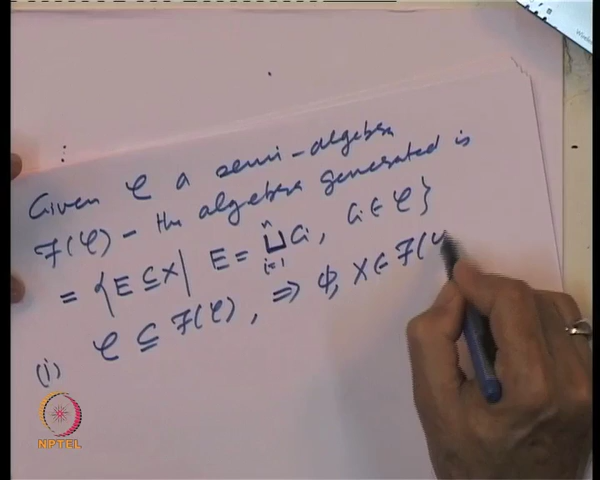 Given 𝒞 a semi-algebra
ℱ(𝒞) - the algebra generated is
= {E ⊆ X | E = ⊔ᵢ₌₁ⁿ Cᵢ, Cᵢ ∈ 𝒞}
(i) 𝒞 ⊆ ℱ(𝒞), ⇒ ϕ, X ∈ ℱ(
NPTEL